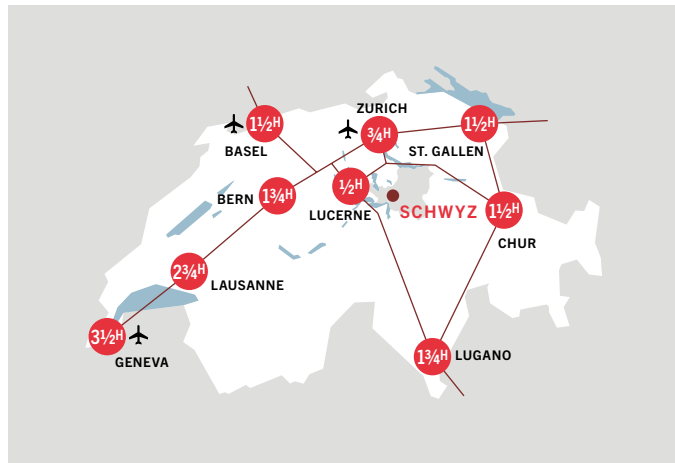 ZURICH
1½H
BASEL
¾H
1½H
ST. GALLEN
BERN
1¾H
½H
LUCERNE
SCHWYZ
1½H
CHUR
2¾H
LAUSANNE
3½H
GENEVA
1¾H
LUGANO